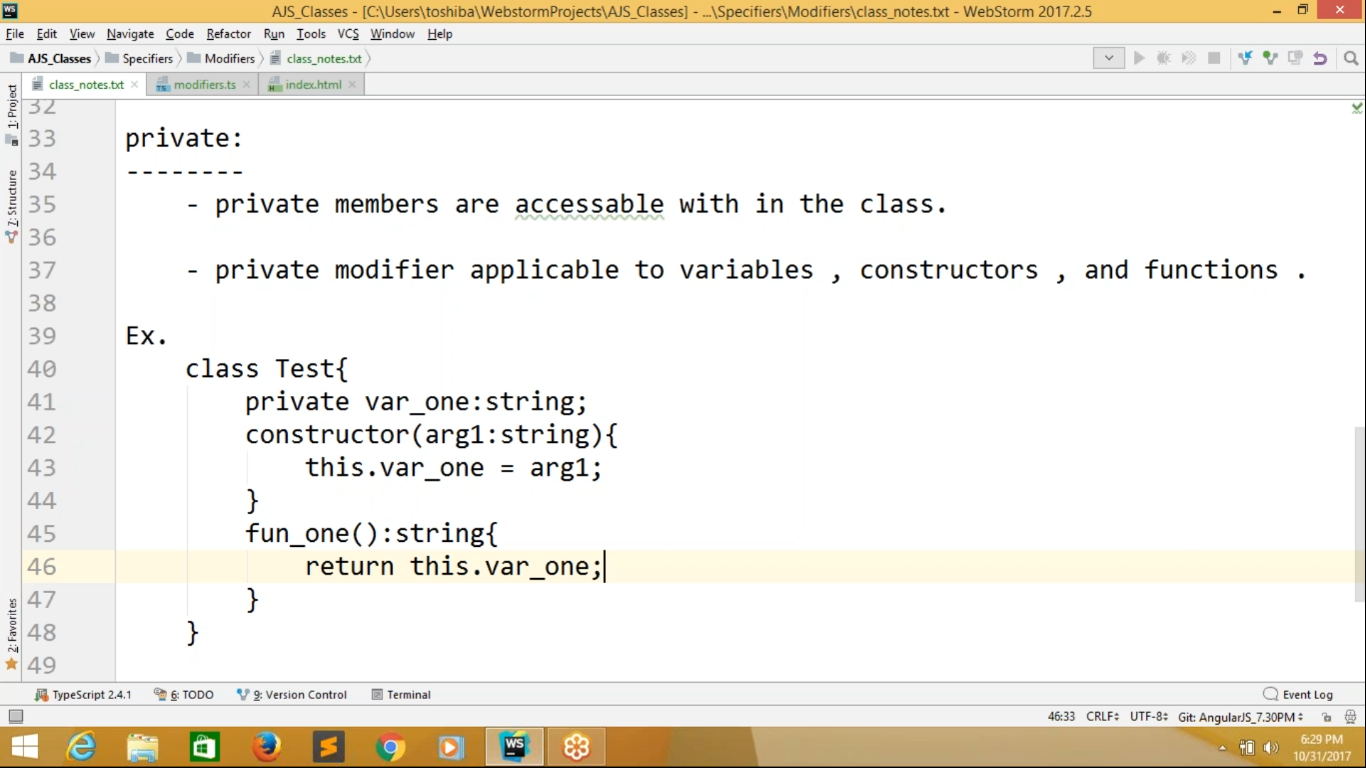 AJS_Classes - [C:\Users\toshiba\WebstormProjects\AJS_Classes] - ...\Specifiers\Modifiers\class_notes.txt - WebStorm 2017.2.5
File Edit View Navigate Code Refactor Run Tools VCS Window Help
AJS_Classes Specifiers Modifiers class_notes.txt
class_notes.txt modifiers.ts index.html
1: Project
7: Structure
2: Favorites
32
33 private:
34 --------
35 - private members are accessable with in the class.
36
37 - private modifier applicable to variables , constructors , and functions .
38
39 Ex.
40 class Test{
41 private var_one:string;
42 constructor(arg1:string){
43 this.var_one = arg1;
44 }
45 fun_one():string{
46 return this.var_one;
47 }
48 }
49
TypeScript 2.4.1 6: TODO 9: Version Control Terminal Event Log
46:33 CRLF÷ UTF-8÷ Git: AngularJS_7.30PM÷
WS
6:29 PM
10/31/2017